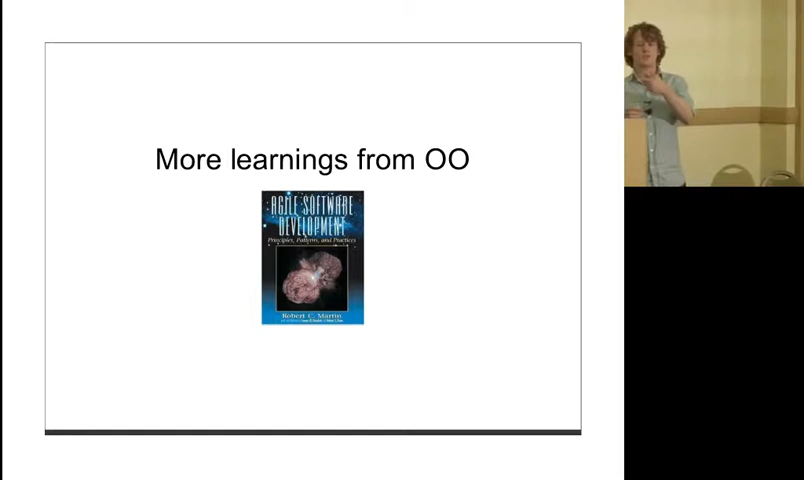 More learnings from OO
AGILE SOFTWARE
DEVELOPMENT
Principles, Patterns, and Practices
Robert C. Martin